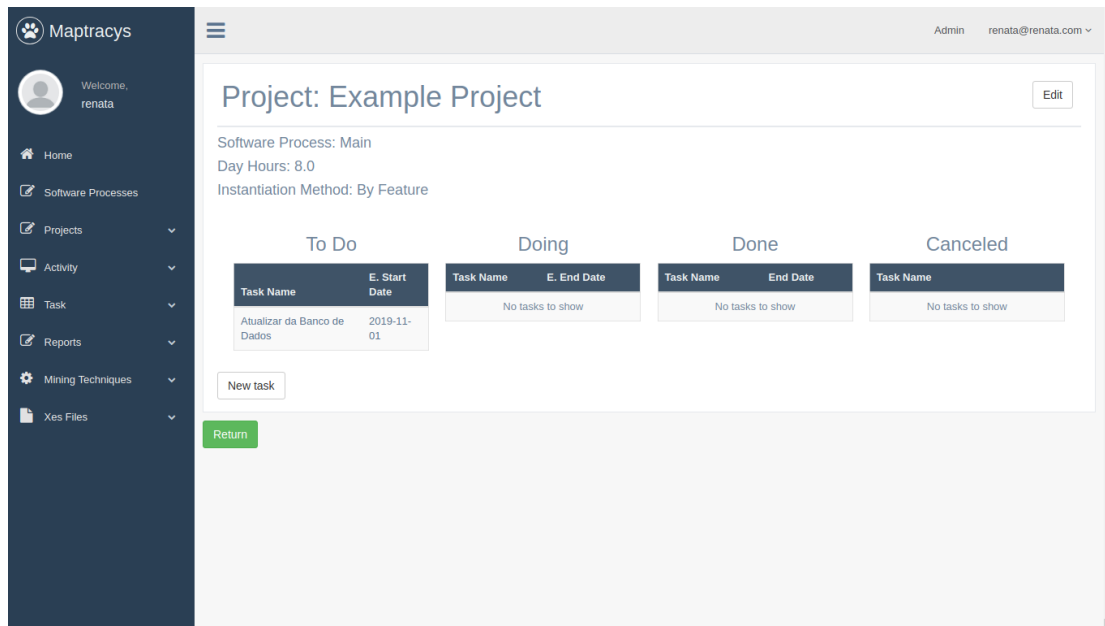 Maptracys
Admin renata@renata.com
Welcome,
renata
Home
Software Processes
Projects
Activity
Task
Reports
Mining Techniques
Xes Files
Project: Example Project
Edit
Software Process: Main
Day Hours: 8.0
Instantiation Method: By Feature
To Do
Task Name E. Start
Date
Atualizar da Banco de 2019-11-
Dados 01
Doing
Task Name E. End Date
No tasks to show
Done
Task Name End Date
No tasks to show
Canceled
Task Name
No tasks to show
New task
Return